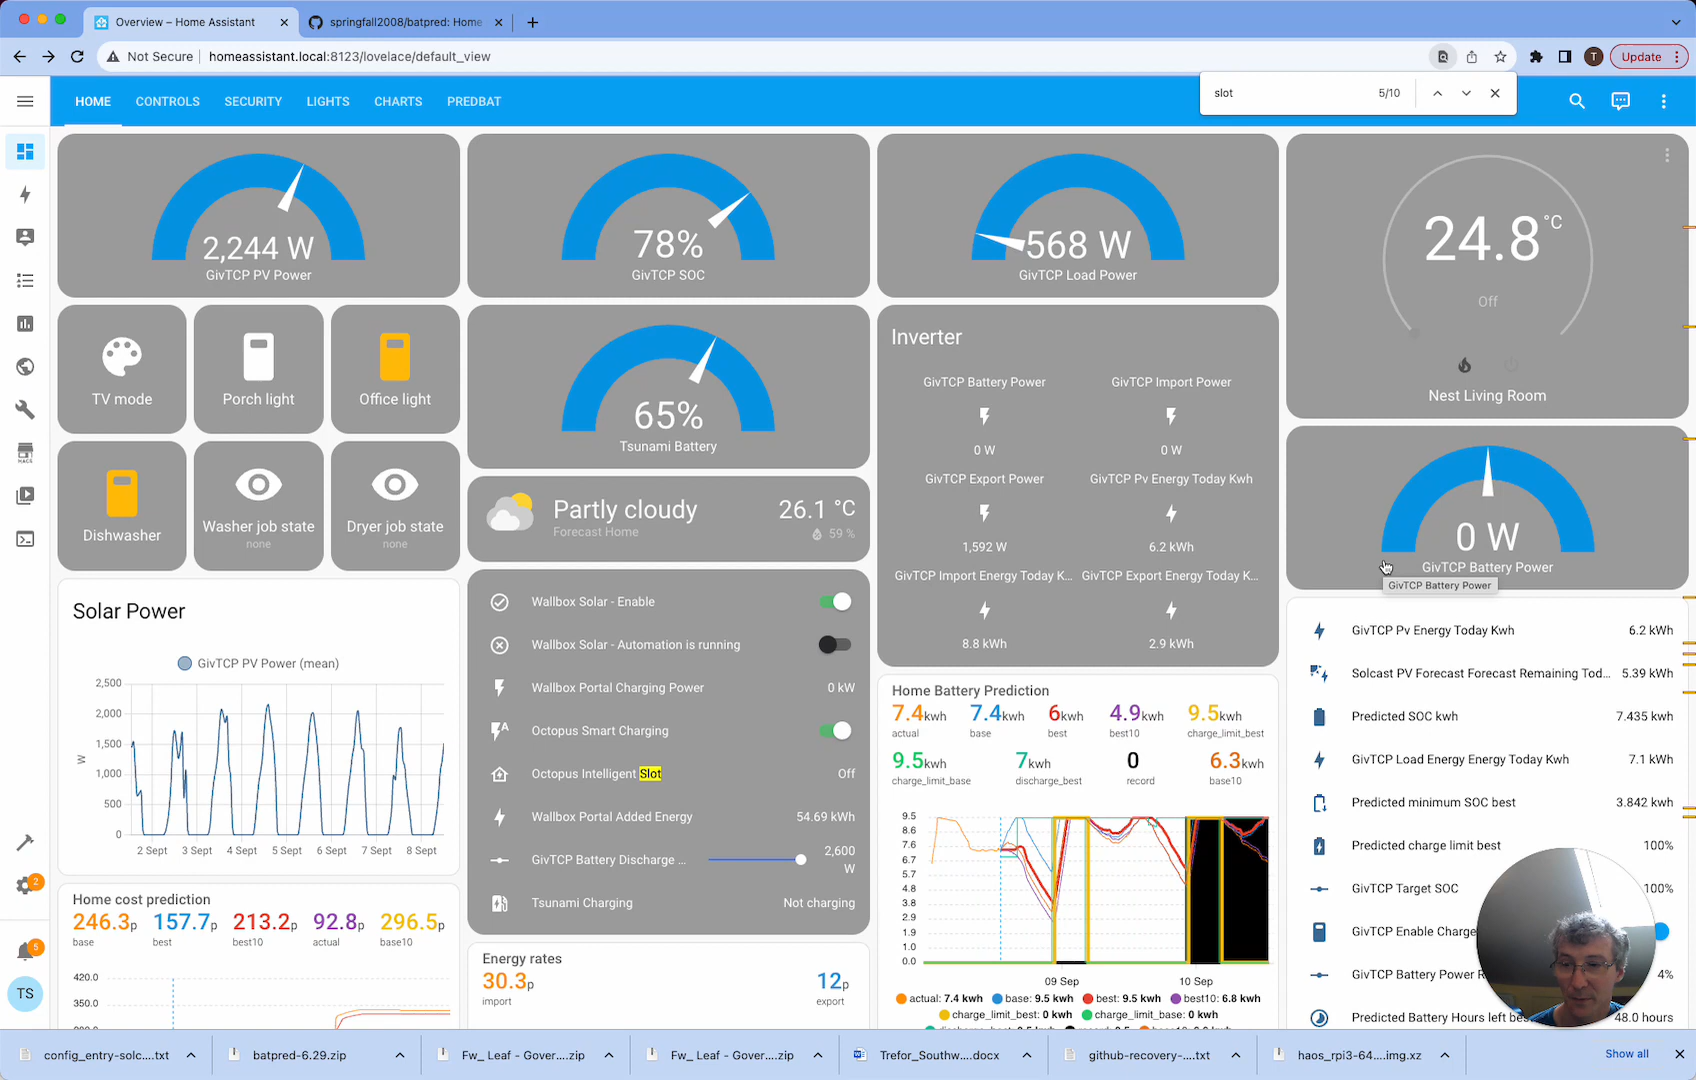 Overview – Home Assistant
springfall2008/batpred: Home
Not Secure
homeassistant.local:8123/lovelace/default_view
T
Update
slot
5/10
HOME
CONTROLS
SECURITY
LIGHTS
CHARTS
PREDBAT
2,244 W
GivTCP PV Power
78%
GivTCP SOC
568 W
GivTCP Load Power
24.8 °C
Off
Nest Living Room
TV mode
Porch light
Office light
65%
Tsunami Battery
Inverter
GivTCP Battery Power
GivTCP Import Power
0 W
0 W
GivTCP Export Power
GivTCP Pv Energy Today Kwh
1,592 W
6.2 kWh
GivTCP Import Energy Today K...
GivTCP Export Energy Today K...
8.8 kWh
2.9 kWh
HACS
Dishwasher
Washer job state
none
Dryer job state
none
Partly cloudy
Forecast Home
26.1 °C
59 %
0 W
GivTCP Battery Power
GivTCP Battery Power
Solar Power
GivTCP PV Power (mean)
2,500
2,000
1,500
1,000
500
0
W
2 Sept
3 Sept
4 Sept
5 Sept
6 Sept
7 Sept
8 Sept
Wallbox Solar - Enable
Wallbox Solar - Automation is running
Wallbox Portal Charging Power
0 kW
Octopus Smart Charging
Octopus Intelligent Slot
Off
Wallbox Portal Added Energy
54.69 kWh
GivTCP Battery Discharge ...
2,600
W
Tsunami Charging
Not charging
Home Battery Prediction
7.4kwh
actual
7.4kwh
base
6kwh
best
4.9kwh
best10
9.5kwh
charge_limit_best
9.5kwh
charge_limit_base
7kwh
discharge_best
0
record
6.3kwh
base10
9.5
8.6
7.6
6.7
5.7
4.8
3.8
2.9
1.9
1.0
0.0
09 Sep
10 Sep
actual: 7.4 kwh
base: 9.5 kwh
best: 9.5 kwh
best10: 6.8 kwh
charge_limit_best: 0 kwh
charge_limit_base: 0 kwh
GivTCP Pv Energy Today Kwh
6.2 kWh
Solcast PV Forecast Forecast Remaining Tod...
5.39 kWh
Predicted SOC kwh
7.435 kwh
GivTCP Load Energy Energy Today Kwh
7.1 kWh
Predicted minimum SOC best
3.842 kwh
Predicted charge limit best
100%
GivTCP Target SOC
100%
GivTCP Enable Charge
GivTCP Battery Power R
4%
Predicted Battery Hours left bes
48.0 hours
Home cost prediction
246.3p
base
157.7p
best
213.2p
best10
92.8p
actual
296.5p
base10
420.0
350.0
Energy rates
30.3p
import
12p
export
2
5
TS
config_entry-solc....txt
batpred-6.29.zip
Fw_ Leaf - Gover....zip
Fw_ Leaf - Gover....zip
Trefor_Southw....docx
github-recovery-....txt
haos_rpi3-64....img.xz
Show all